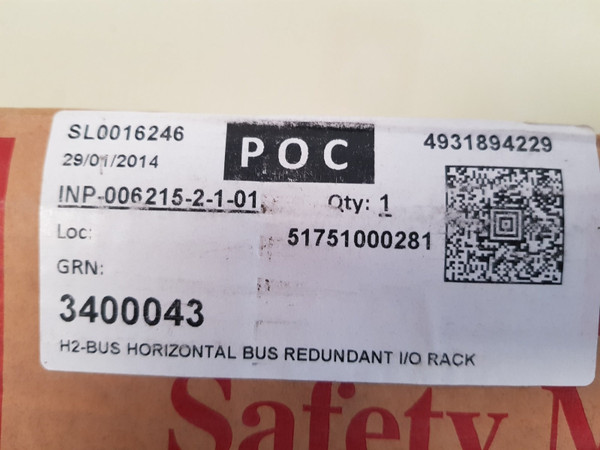 SL0016246
POC
4931894229
29/01/2014
INP-006215-2-1-01
Qty: 1
Loc:
51751000281
GRN:
3400043
H2-BUS HORIZONTAL BUS REDUNDANT I/O RACK
Safety M